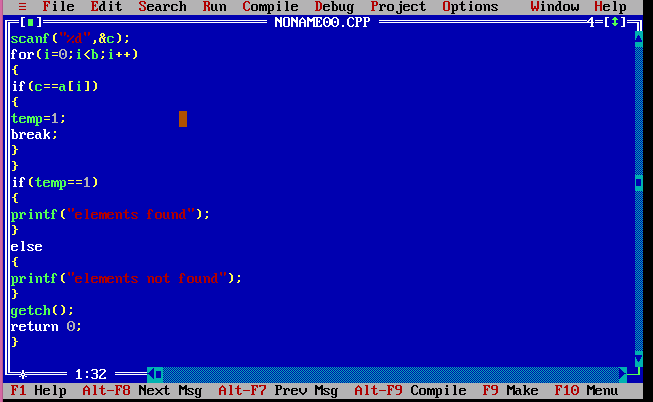 ≡ File Edit Search Run Compile Debug Project Options Window Help
[■] NONAME00.CPP 4=[↕]
scanf("%d",&c);
for(i=0;i<b;i++)
{
if(c==a[i])
{
temp=1;
break;
}
}
if(temp==1)
{
printf("elements found");
}
else
{
printf("elements not found");
}
getch();
return 0;
}
1:32
F1 Help Alt-F8 Next Msg Alt-F7 Prev Msg Alt-F9 Compile F9 Make F10 Menu